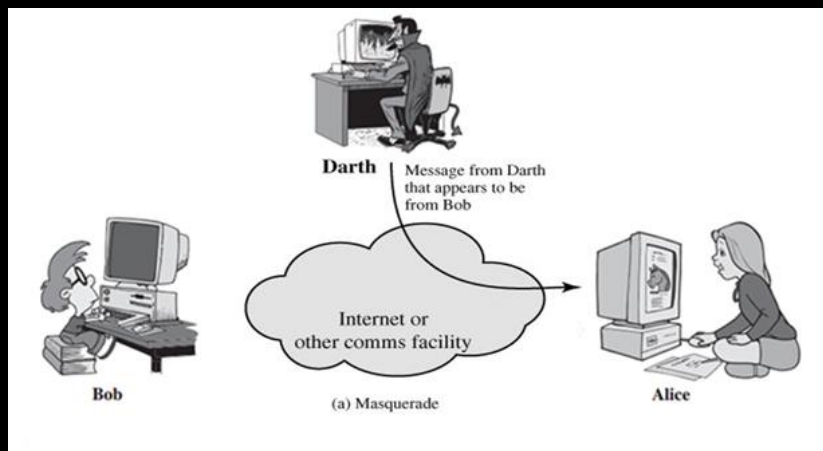 Darth
Message from Darth
that appears to be
from Bob
Internet or
other comms facility
Bob
Alice
(a) Masquerade